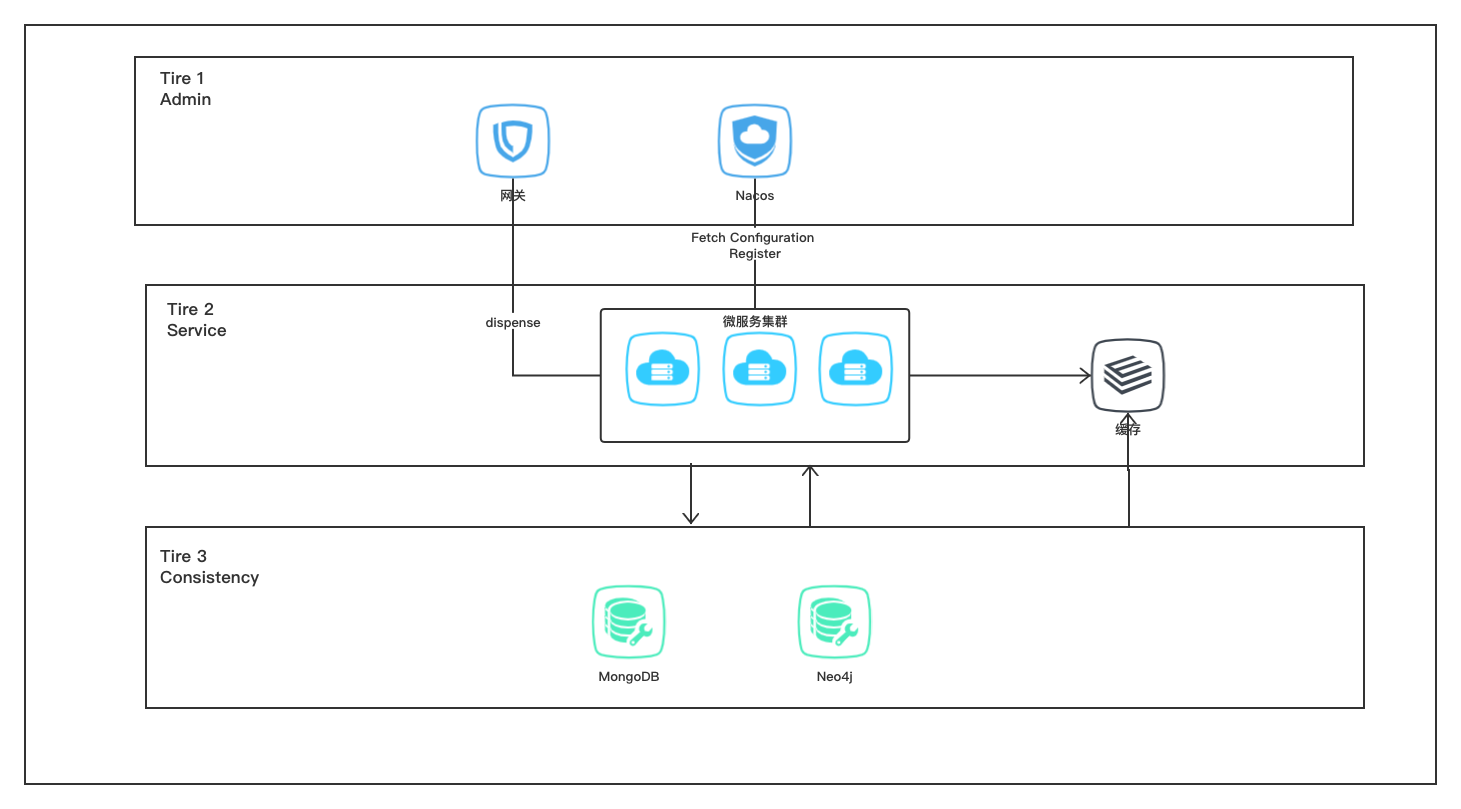 Tire 1
Admin
网关
Nacos
Fetch Configuration
Register
Tire 2
Service
dispense
微服务集群
缓存
Tire 3
Consistency
MongoDB
Neo4j